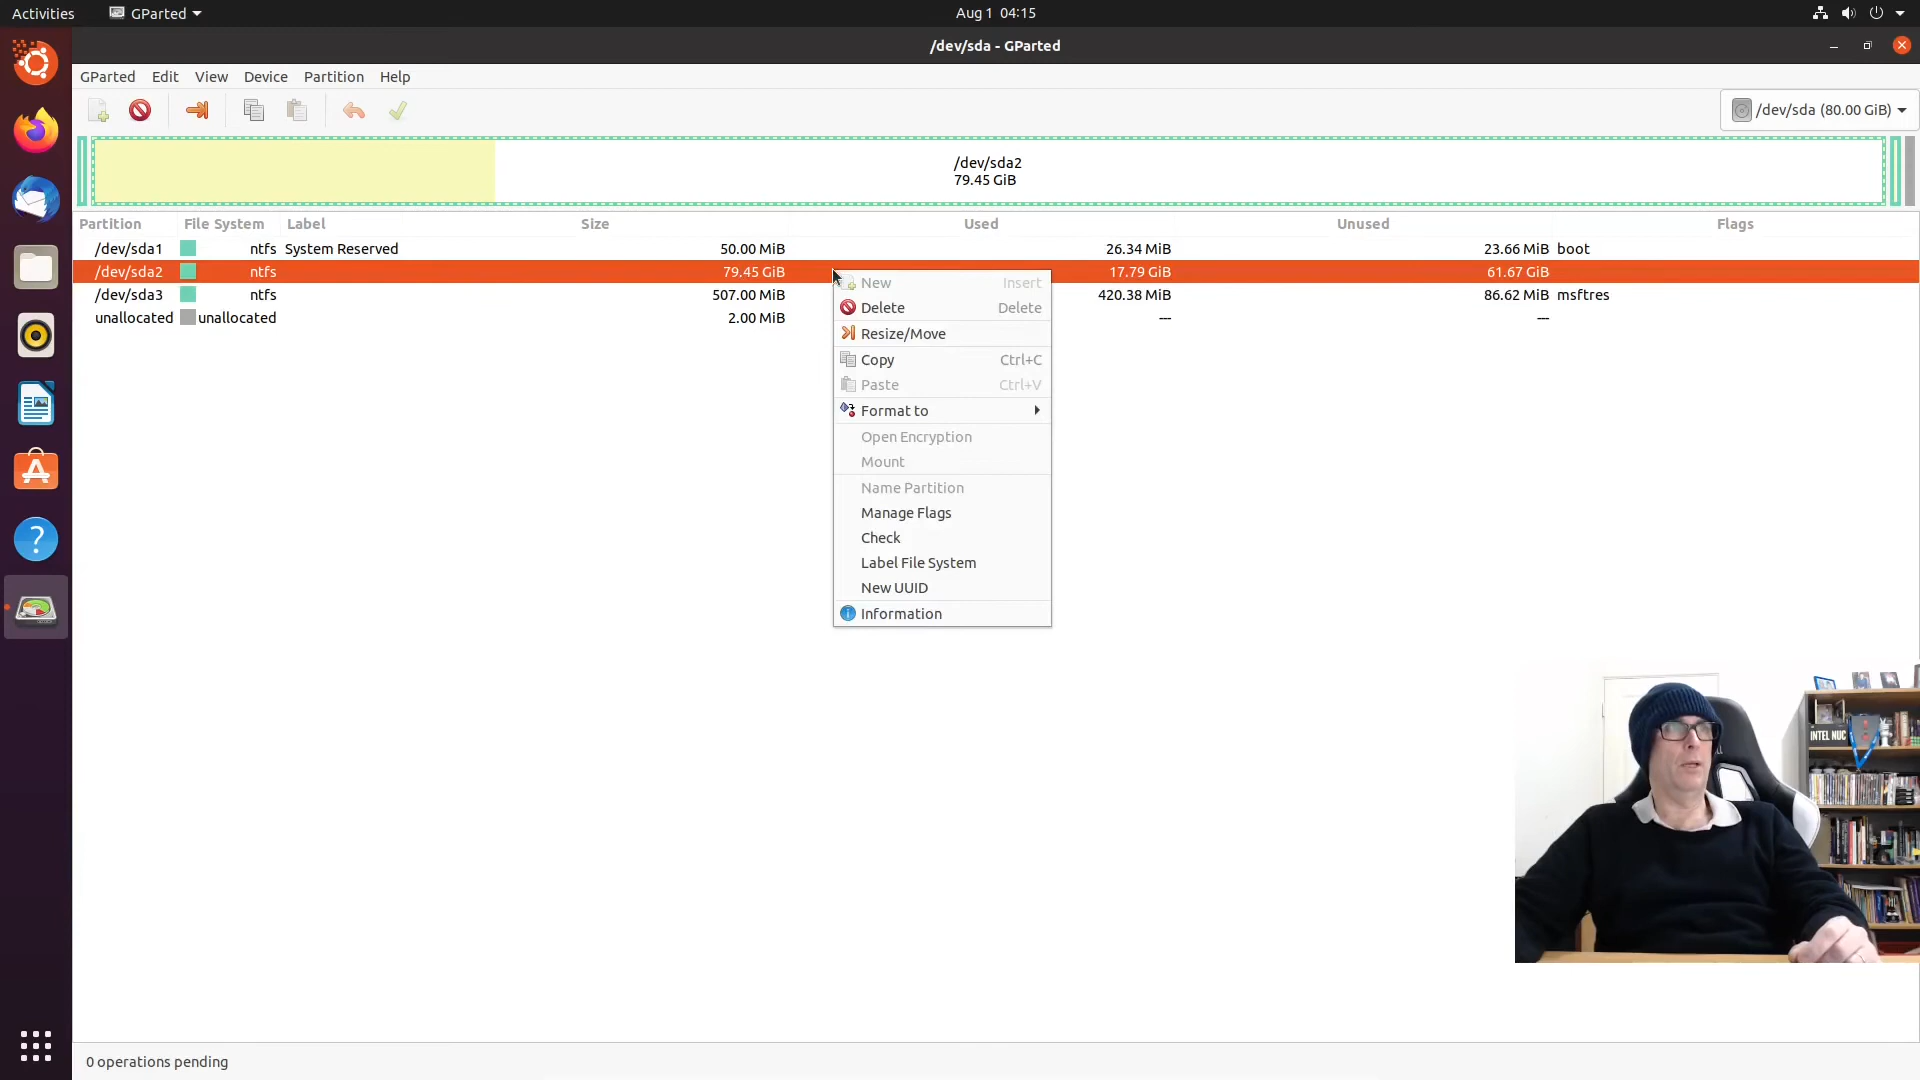 Activities
GParted
Aug 1 04:15
/dev/sda - GParted
GParted Edit View Device Partition Help
/dev/sda (80.00 GiB)
/dev/sda2
79.45 GiB
Partition File System Label Size Used Unused Flags
/dev/sda1 ntfs System Reserved 50.00 MiB 26.34 MiB 23.66 MiB boot
/dev/sda2 ntfs 79.45 GiB 17.79 GiB 61.67 GiB
/dev/sda3 ntfs 507.00 MiB 420.38 MiB 86.62 MiB msftres
unallocated unallocated 2.00 MiB --- ---
New Insert
Delete Delete
Resize/Move
Copy Ctrl+C
Paste Ctrl+V
Format to
Open Encryption
Mount
Name Partition
Manage Flags
Check
Label File System
New UUID
Information
INTEL NUC
0 operations pending